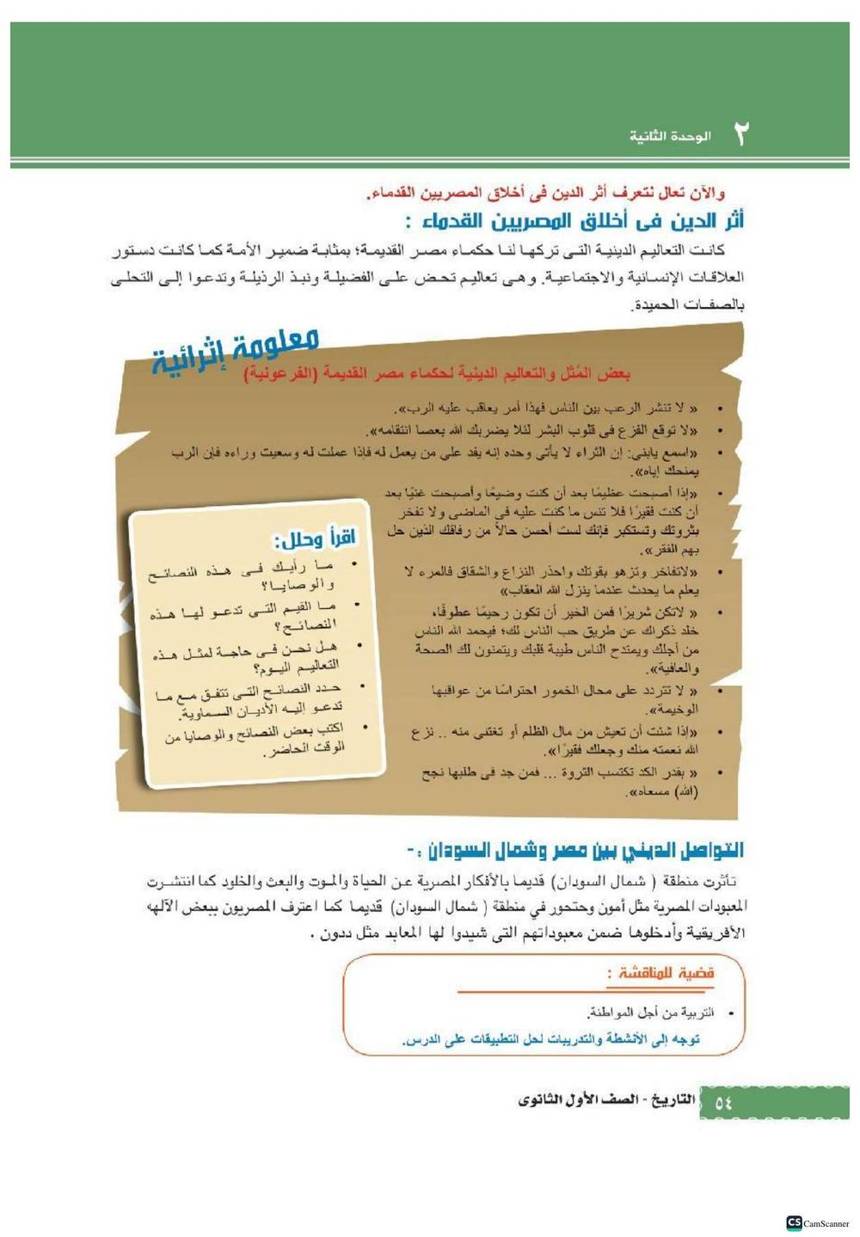 ٢ الوحدة الثانية
والآن تعال نتعرف أثر الدين فى أخلاق المصريين القدماء.
أثر الدين فى أخلاق المصريين القدماء :
كانت التعاليم الدينية التى تركها لنا حكماء مصر القديمة؛ بمثابة ضمير الأمة كما كانت دستور
العلاقات الإنسانية والاجتماعية. وهى تعاليم تحض على الفضيلة ونبذ الرذيلة وتدعوا إلى التحلى
بالصفات الحميدة.
معلومة إثرائية
بعض المُثل والتعاليم الدينية لحكماء مصر القديمة (الفرعونية)
• « لا تنشر الرعب بين الناس فهذا أمر يعاقب عليه الرب».
• «لا توقع الفزع فى قلوب البشر لئلا يضربك الله بعصا انتقامه».
• «اسمع يابنى: إن الثراء لا يأتى وحده إنه يفد على من يعمل له فإذا عملت له وسعيت وراءه فإن الرب
يمنحك إياه».
• «إذا أصبحت عظيمًا بعد أن كنت وضيعًا وأصبحت غنيًا بعد
أن كنت فقيرًا فلا تنس ما كنت عليه فى الماضى ولا تفخر
بثروتك وتستكبر فإنك لست أحسن حالاً من رفاقك الذين حل
بهم الفقر».
• «لاتفاخر وتزهو بقوتك واحذر النزاع والشقاق فالمرء لا
يعلم ما يحدث عندما ينزل الله العقاب»
• « لاتكن شريرًا فمن الخير أن تكون رحيمًا عطوفًا،
خلد ذكراك عن طريق حب الناس لك؛ فيحمد الله الناس
من أجلك ويمتدح الناس طيبة قلبك ويتمنون لك الصحة
والعافية».
• « لا تتردد على محال الخمور احتراسًا من عواقبها
الوخيمة».
• «إذا شئت أن تعيش من مال الظلم أو تغتنى منه .. نزع
الله نعمته منك وجعلك فقيرًا».
• « بقدر الكد تكتسب الثروة ... فمن جد فى طلبها نجح
(الله) مسعاه».
اقرأ وحلل:
• ما رأيك فى هذه النصائح
والوصايا؟
• ما القيم التى تدعو لها هذه
النصائح؟
• هل نحن فى حاجة لمثل هذه
التعاليم اليوم؟
• حدد النصائح التى تتفق مع ما
تدعو إليه الأديان السماوية.
• اكتب بعض النصائح والوصايا من
الوقت الحاضر.
التواصل الديني بين مصر وشمال السودان :-
تأثرت منطقة ( شمال السودان) قديما بالأفكار المصرية عن الحياة والموت والبعث والخلود كما انتشرت
المعبودات المصرية مثل أمون وحتحور في منطقة ( شمال السودان) قديما كما اعترف المصريون ببعض الآلهه
الأفريقية وأدخلوها ضمن معبوداتهم التى شيدوا لها المعابد مثل ددون .
قضية للمناقشة :
• التربية من أجل المواطنة.
توجه إلى الأنشطة والتدريبات لحل التطبيقات على الدرس.
٥٤ التاريخ - الصف الأول الثانوى
CS CamScanner